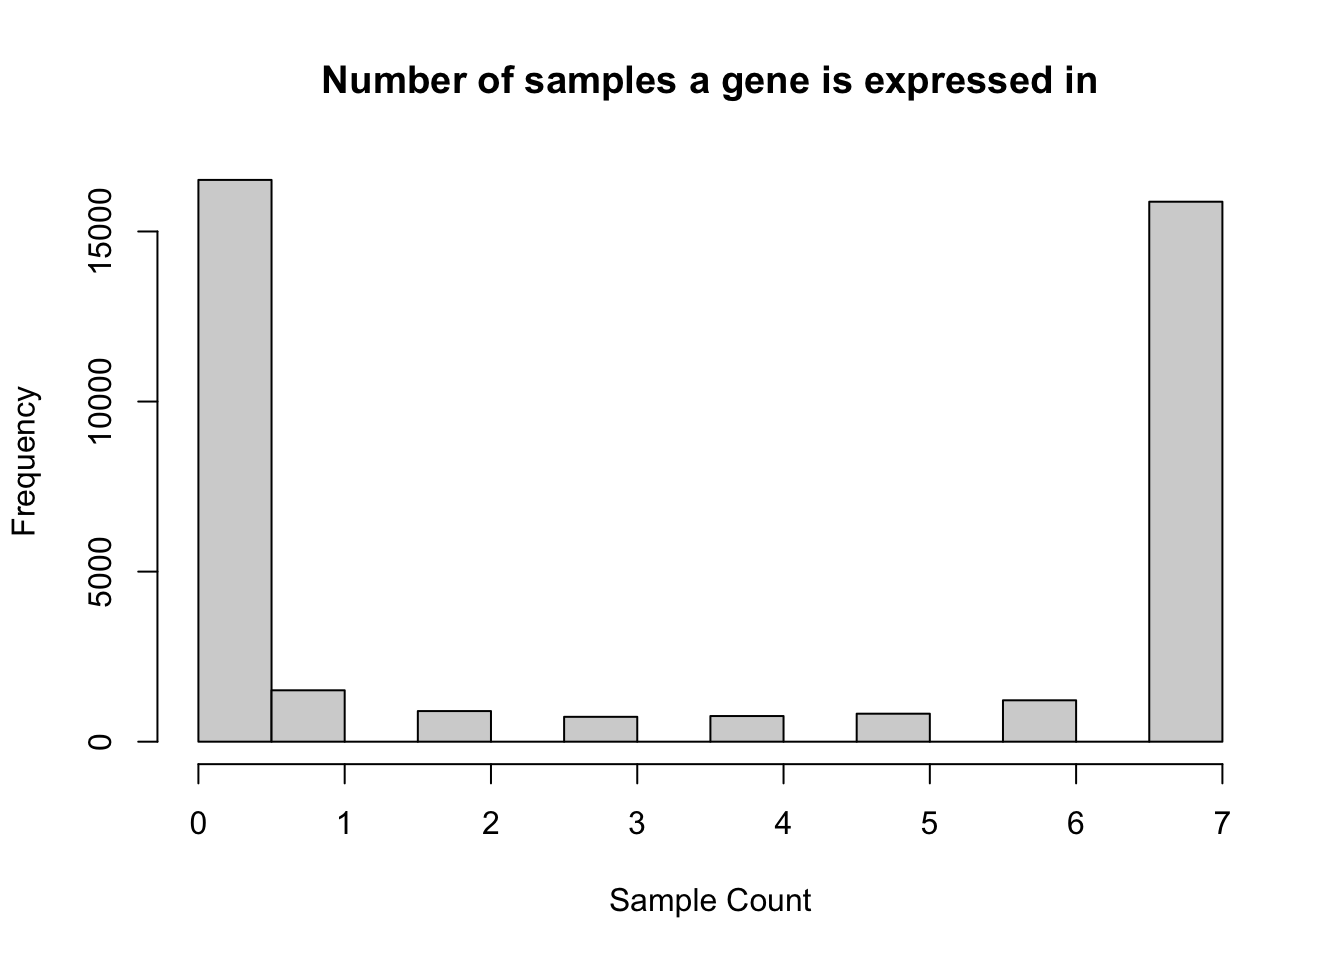 Number of samples a gene is expressed in
Frequency
15000
10000
5000
0
0 1 2 3 4 5 6 7
Sample Count